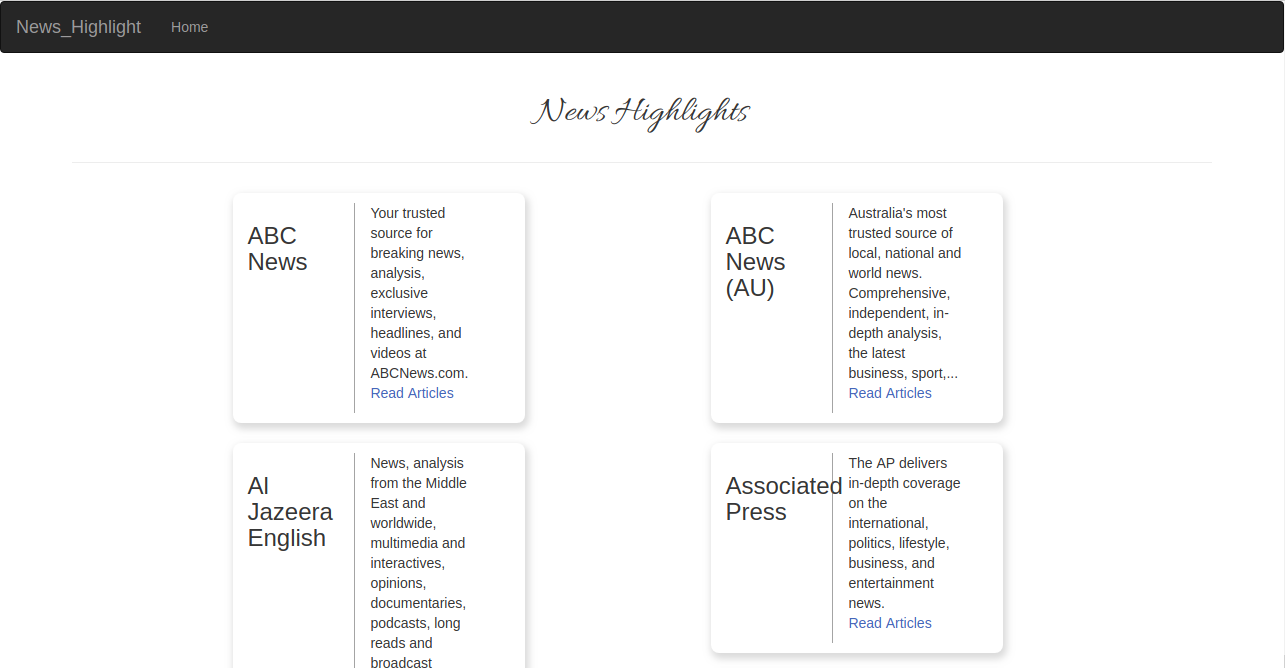 News_Highlight Home
News Highlights
ABC
News
Your trusted
source for
breaking news,
analysis,
exclusive
interviews,
headlines, and
videos at
ABCNews.com.
Read Articles
ABC
News
(AU)
Australia's most
trusted source of
local, national and
world news.
Comprehensive,
independent, in-
depth analysis,
the latest
business, sport,...
Read Articles
Al
Jazeera
English
News, analysis
from the Middle
East and
worldwide,
multimedia and
interactives,
opinions,
documentaries,
podcasts, long
reads and
broadcast
Associated
Press
The AP delivers
in-depth coverage
on the
international,
politics, lifestyle,
business, and
entertainment
news.
Read Articles